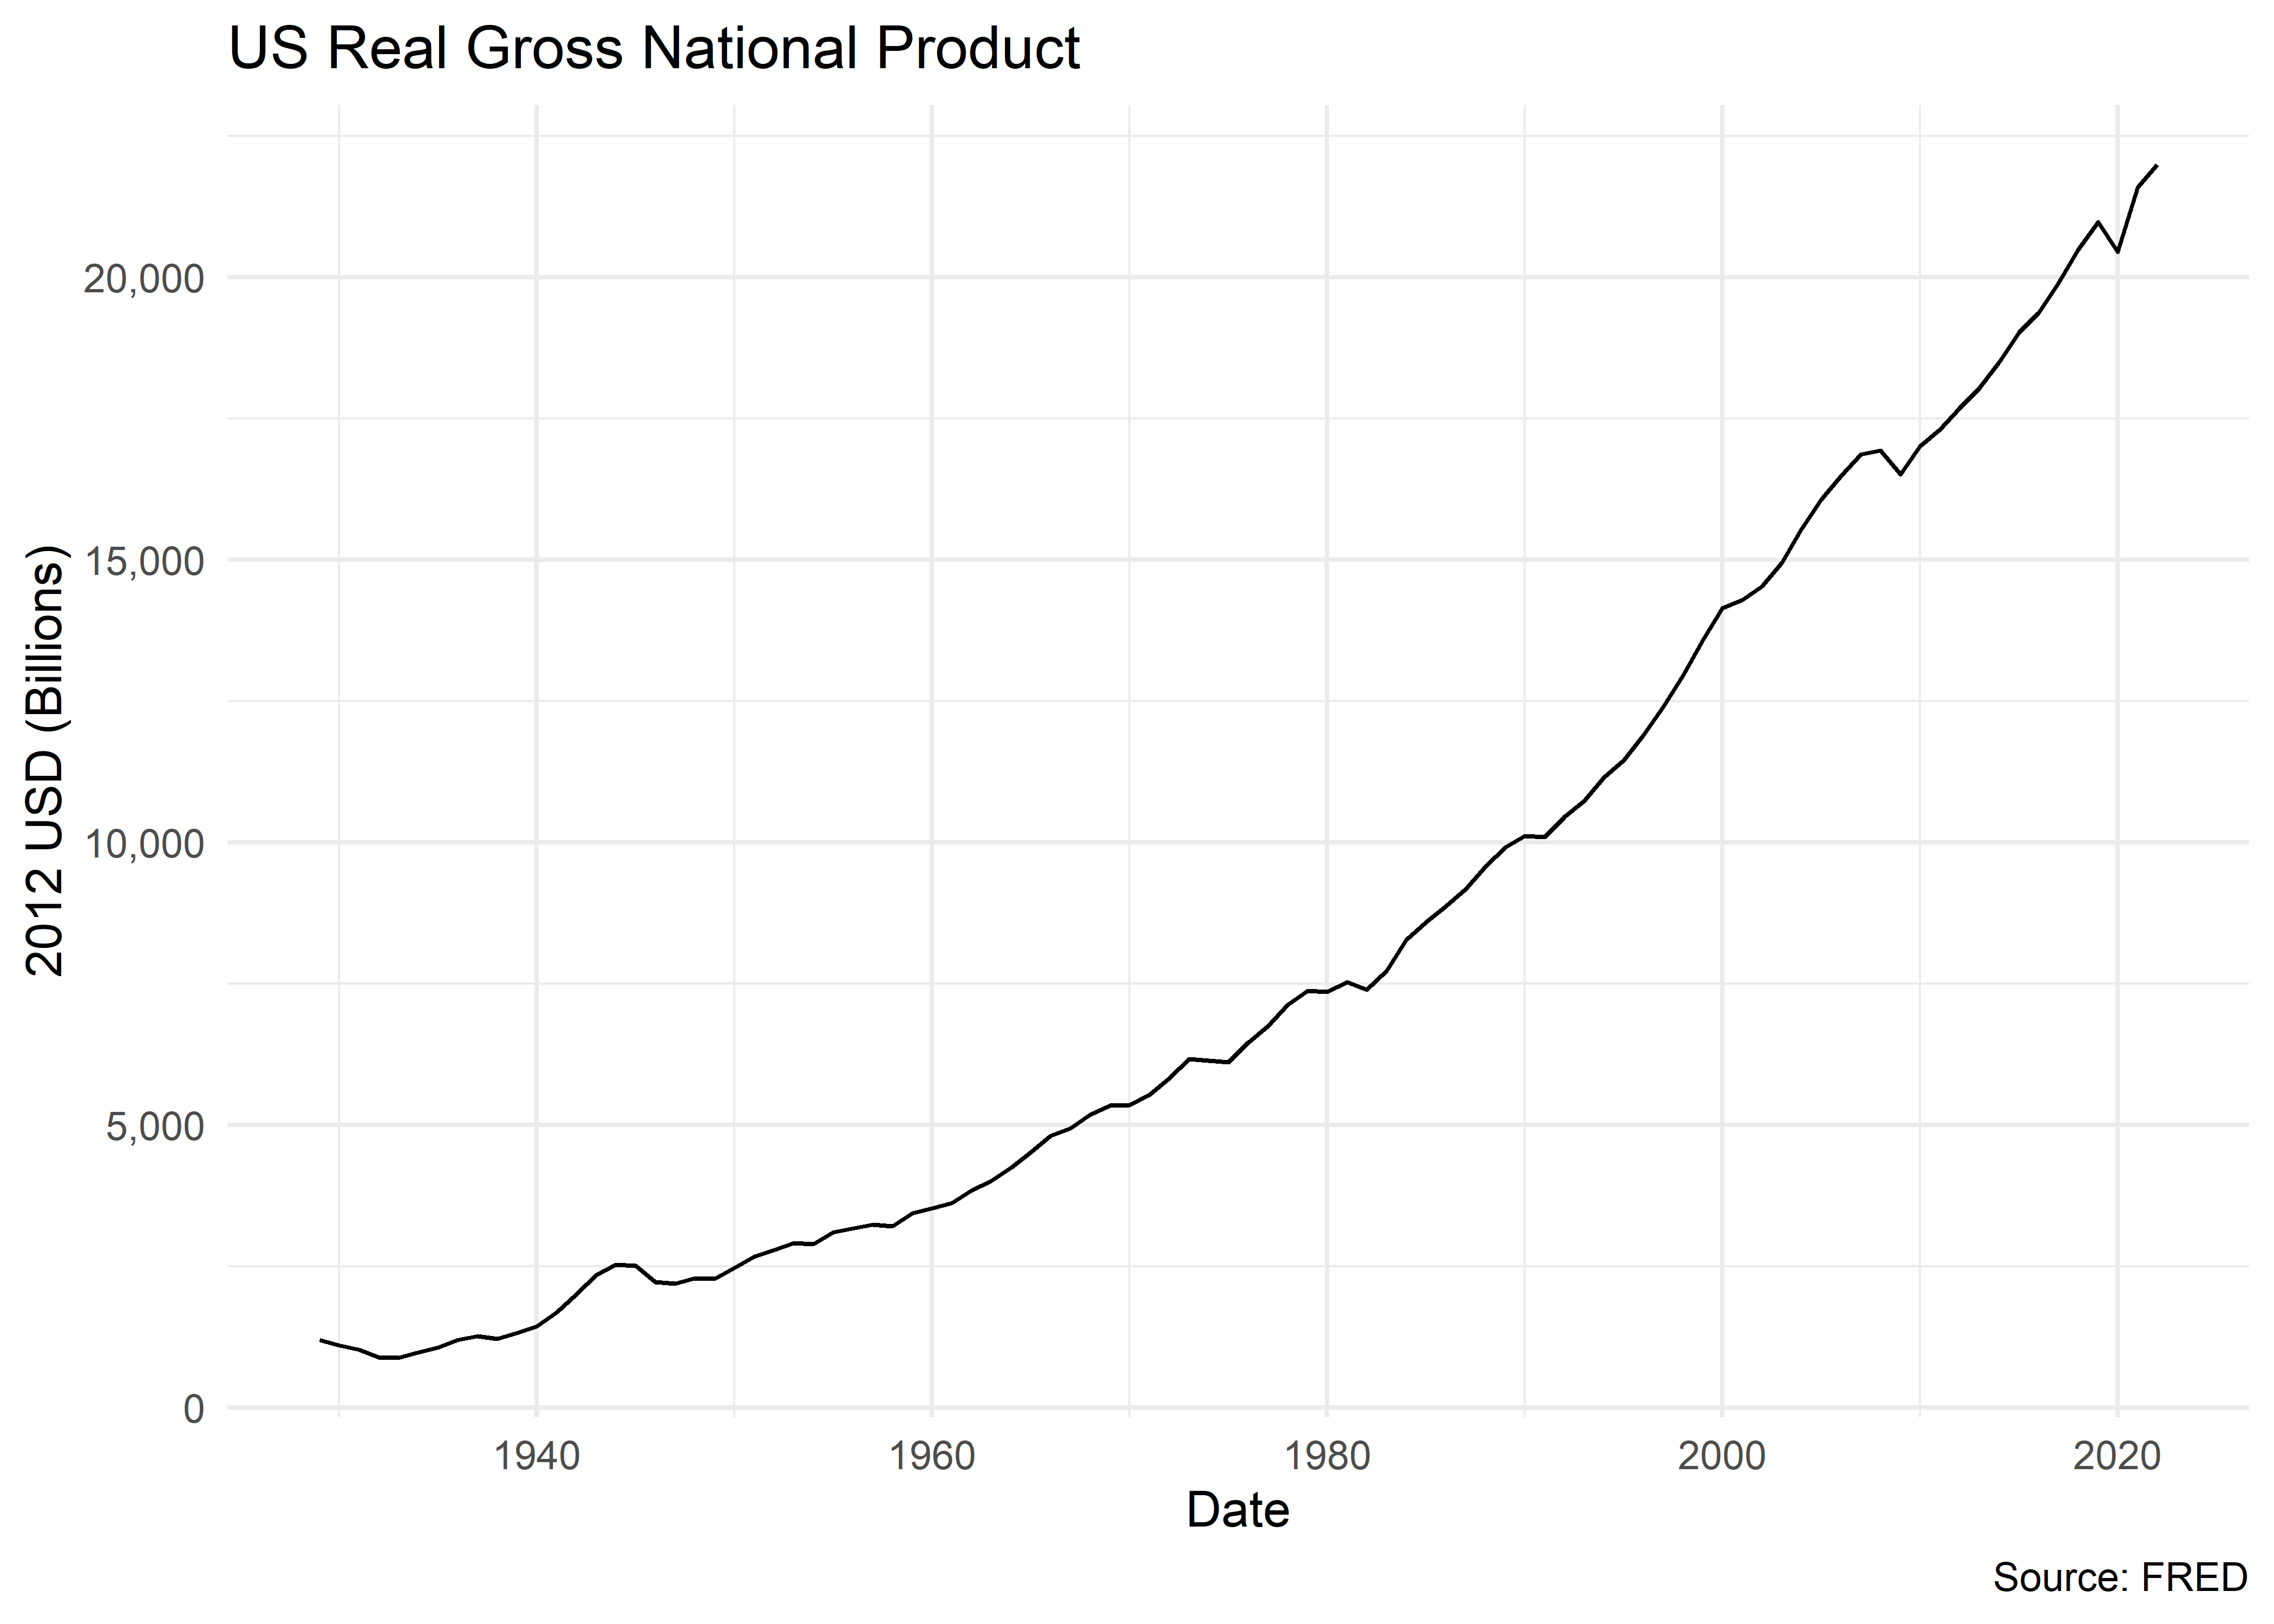 US Real Gross National Product
2012 USD (Billions)
20,000
15,000
10,000
5,000
0
1940 1960 1980 2000 2020
Date
Source: FRED